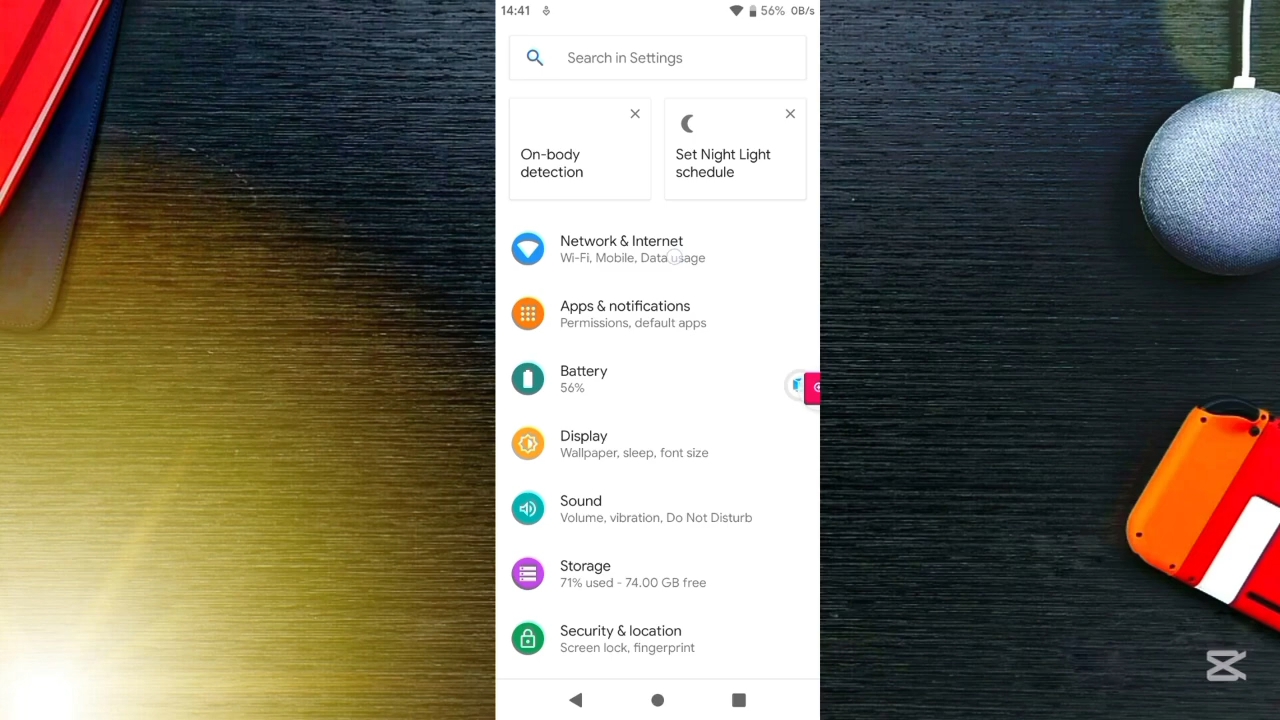 14:41
56% 0B/s
Search in Settings
On-body
detection
Set Night Light
schedule
Network & Internet
Wi-Fi, Mobile, Data usage
Apps & notifications
Permissions, default apps
Battery
56%
Display
Wallpaper, sleep, font size
Sound
Volume, vibration, Do Not Disturb
Storage
71% used - 74.00 GB free
Security & location
Screen lock, fingerprint